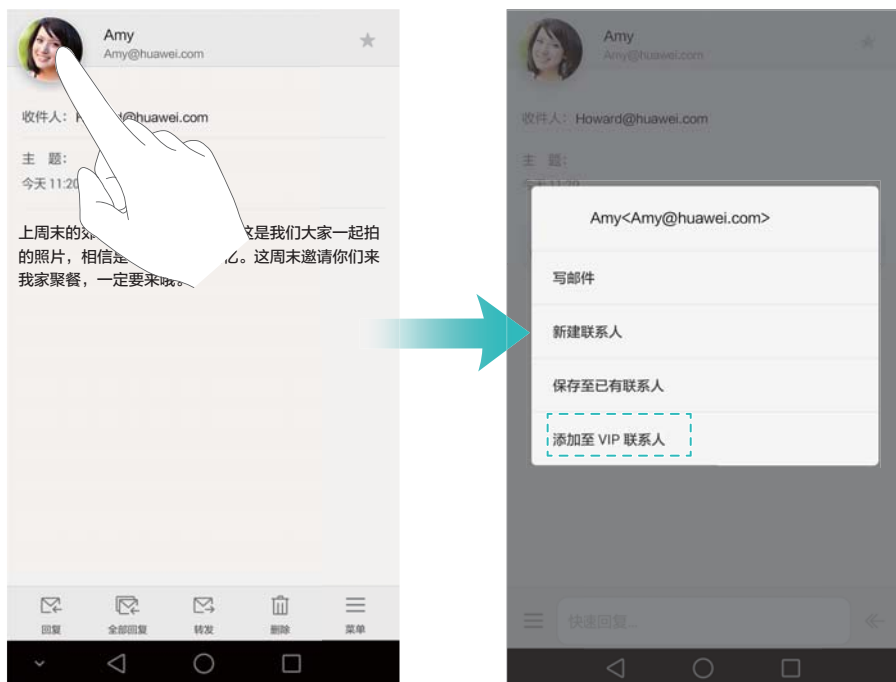 Amy
Amy@huawei.com
收件人： d@huawei.com
主 题：
今天 11:20
上周末的 这是我们大家一起拍
的照片，相信是 忆。这周末邀请你们来
我家聚餐，一定要来哦。
回复
全部回复
转发
删除
菜单
Amy
Amy@huawei.com
收件人： Howard@huawei.com
主 题：
今天 11:20
Amy<Amy@huawei.com>
写邮件
新建联系人
保存至已有联系人
添加至 VIP 联系人
快速回复...